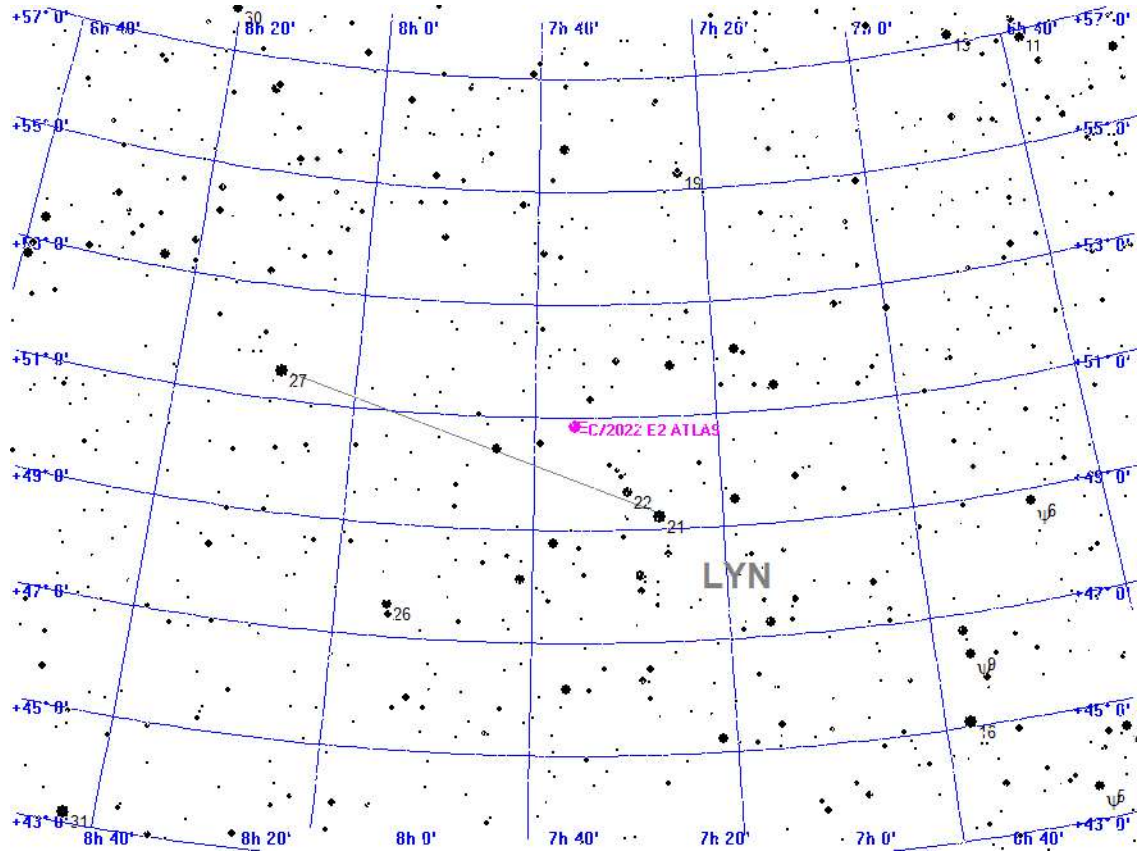 30
+57° 0'
6h 40'
8h 20'
8h 0'
7h 40'
7h 20'
7h 0'
6h 40'
+57° 0'
13
11
+55° 0'
+55° 0'
19
+53° 0'
+53° 0'
+51° 0'
+51° 0'
27
C/2022 E2 ATLAS
+49° 0'
+49° 0'
22
21
ψ6
LYN
+47° 0'
+47° 0'
26
ψ9
+45° 0'
+45° 0'
16
ψ5
31
+43° 0'
+43° 0'
8h 40'
8h 20'
8h 0'
7h 40'
7h 20'
7h 0'
6h 40'